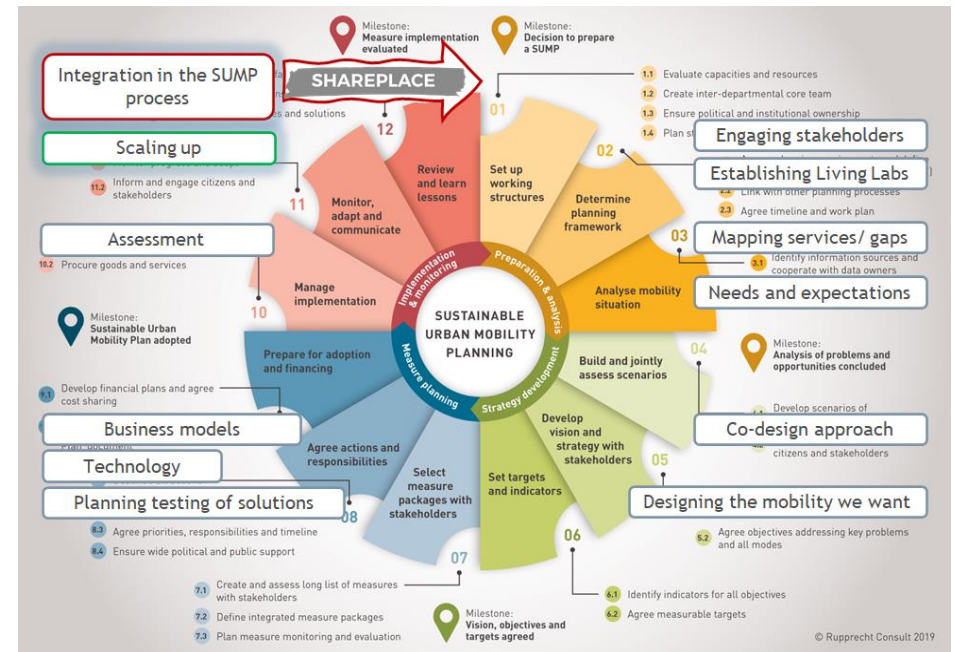 Milestone:
Measure implementation
evaluated
Milestone:
Decision to prepare
a SUMP
Integration in the SUMP
process
SHAREPLACE
es and solutions
Scaling up
11.2 Inform and engage citizens and
stakeholders
Assessment
10.2 Procure goods and services
Milestone:
Sustainable Urban
Mobility Plan adopted
9.1 Develop financial plans and agree
cost sharing
Business models
Technology
Planning testing of solutions
8.3 Agree priorities, responsibilities and timeline
8.4 Ensure wide political and public support
7.1 Create and assess long list of measures
with stakeholders
7.2 Define integrated measure packages
7.3 Plan measure monitoring and evaluation
1.1 Evaluate capacities and resources
1.2 Create inter-departmental core team
1.3 Ensure political and institutional ownership
1.4 Plan
Engaging stakeholders
Establishing Living Labs
2.2 Link with other planning processes
2.3 Agree timeline and work plan
Mapping services/ gaps
3.1 Identify information sources and
cooperate with data owners
Needs and expectations
Milestone:
Analysis of problems and
opportunities concluded
Develop scenarios of
Co-design approach
citizens and stakeholders
Designing the mobility we want
5.2 Agree objectives addressing key problems
and all modes
6.1 Identify indicators for all objectives
6.2 Agree measurable targets
Milestone:
Vision, objectives and
targets agreed
01
Set up
working
structures
02
Determine
planning
framework
03
Analyse mobility
situation
04
Build and jointly
assess scenarios
05
Develop
vision and
strategy with
stakeholders
06
Set targets
and indicators
07
Select
measure
packages with
stakeholders
08
Agree actions and
responsibilities
Prepare for adoption
and financing
10
Manage
implementation
11
Monitor,
adapt and
communicate
12
Review
and learn
lessons
Preparation & analysis
Strategy development
Measure planning
Implementation
& monitoring
SUSTAINABLE
URBAN MOBILITY
PLANNING
© Rupprecht Consult 2019